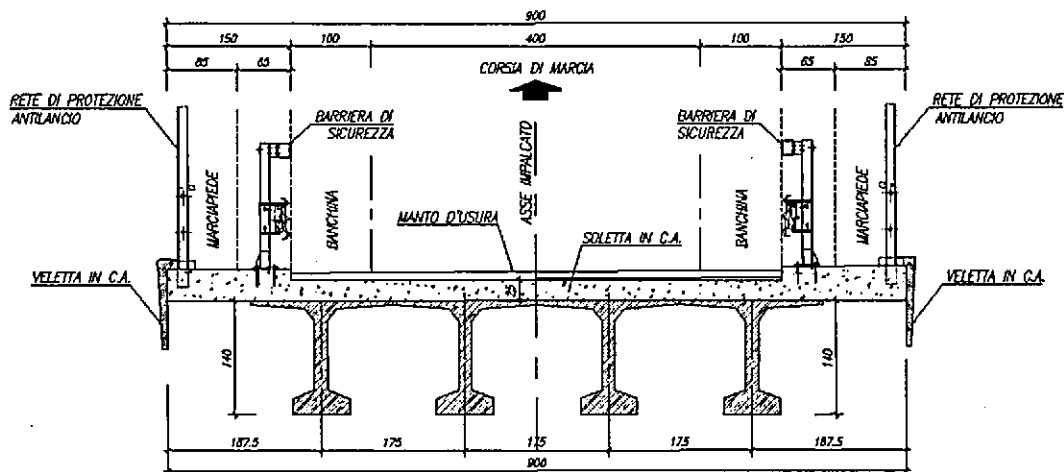 900
150 100 400 100 150
85 65 65 85
CORSIA DI MARCIA
RETE DI PROTEZIONE
ANTILANCIO
BARRIERA DI
SICUREZZA
BARRIERA DI
SICUREZZA
RETE DI PROTEZIONE
ANTILANCIO
MARCIAPIEDE
BANCHINA
ASSE IMPALCATO
BANCHINA
MARCIAPIEDE
MANTO D'USURA
SOLETTA IN C.A.
VELETTA IN C.A.
VELETTA IN C.A.
140
140
187.5 175 175 175 187.5
900